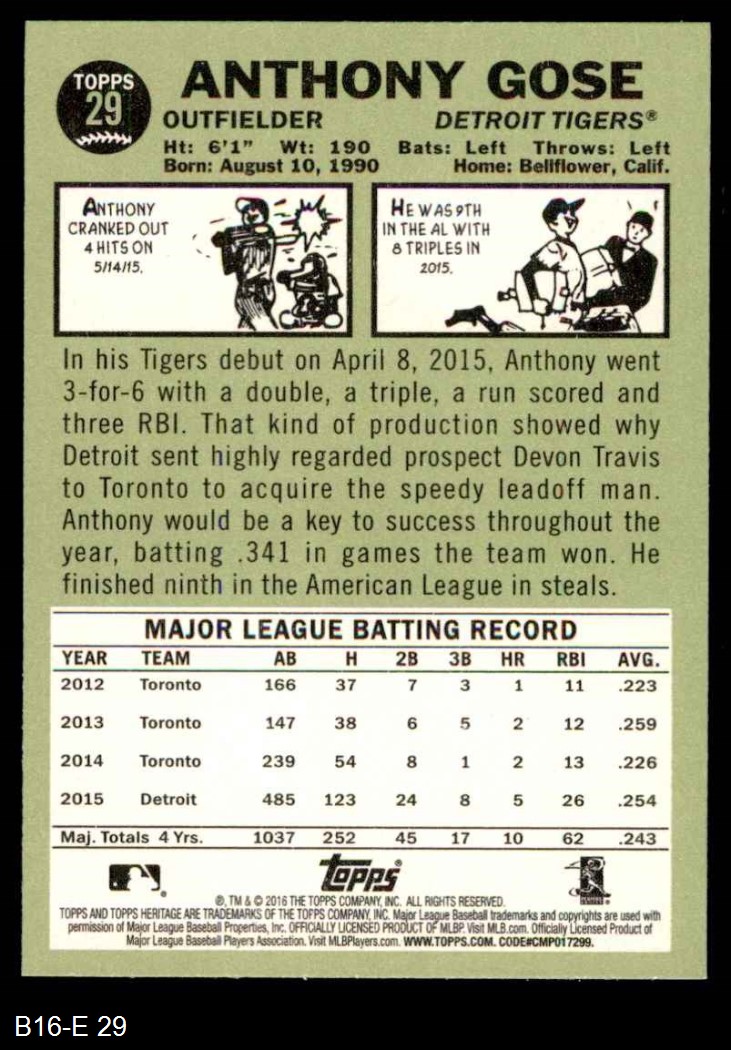 TOPPS
29
ANTHONY GOSE
OUTFIELDER DETROIT TIGERS®
Ht: 6'1" Wt: 190 Bats: Left Throws: Left
Born: August 10, 1990 Home: Bellflower, Calif.
ANTHONY
CRANKED OUT
4 HITS ON
5/14/15.
HE WAS 9TH
IN THE AL WITH
8 TRIPLES IN
2015.
In his Tigers debut on April 8, 2015, Anthony went
3-for-6 with a double, a triple, a run scored and
three RBI. That kind of production showed why
Detroit sent highly regarded prospect Devon Travis
to Toronto to acquire the speedy leadoff man.
Anthony would be a key to success throughout the
year, batting .341 in games the team won. He
finished ninth in the American League in steals.
MAJOR LEAGUE BATTING RECORD
YEAR TEAM AB H 2B 3B HR RBI AVG.
2012 Toronto 166 37 7 3 1 11 .223
2013 Toronto 147 38 6 5 2 12 .259
2014 Toronto 239 54 8 1 2 13 .226
2015 Detroit 485 123 24 8 5 26 .254
Maj. Totals 4 Yrs. 1037 252 45 17 10 62 .243
topps®
®, TM & © 2016 THE TOPPS COMPANY, INC. ALL RIGHTS RESERVED.
TOPPS AND TOPPS HERITAGE ARE TRADEMARKS OF THE TOPPS COMPANY, INC. Major League Baseball trademarks and copyrights are used with
permission of Major League Baseball Properties, Inc. OFFICIALLY LICENSED PRODUCT OF MLBP. Visit MLB.com. Officially Licensed Product of
Major League Baseball Players Association. Visit MLBPlayers.com. WWW.TOPPS.COM. CODE#CMP017299.
B16-E 29